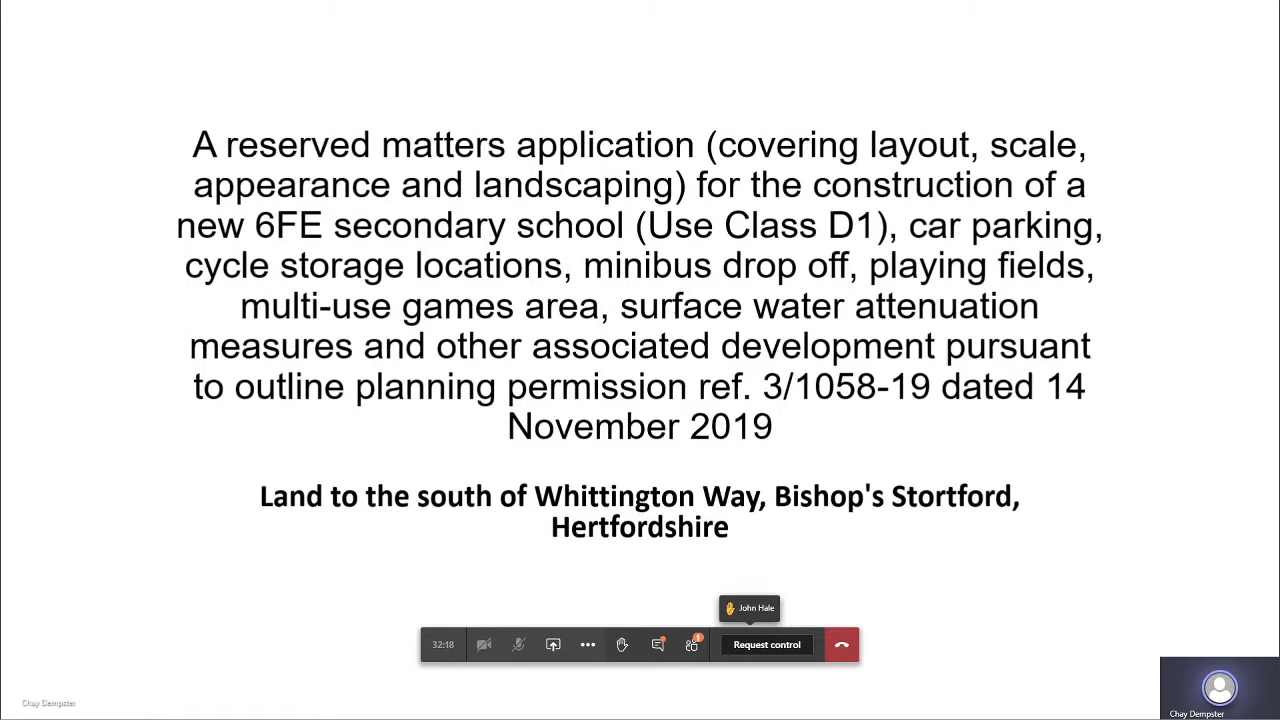 A reserved matters application (covering layout, scale,
appearance and landscaping) for the construction of a
new 6FE secondary school (Use Class D1), car parking,
cycle storage locations, minibus drop off, playing fields,
multi-use games area, surface water attenuation
measures and other associated development pursuant
to outline planning permission ref. 3/1058-19 dated 14
November 2019
Land to the south of Whittington Way, Bishop's Stortford,
Hertfordshire
John Hale
32:18
1
Request control
Chay Dempster
Chay Dempster